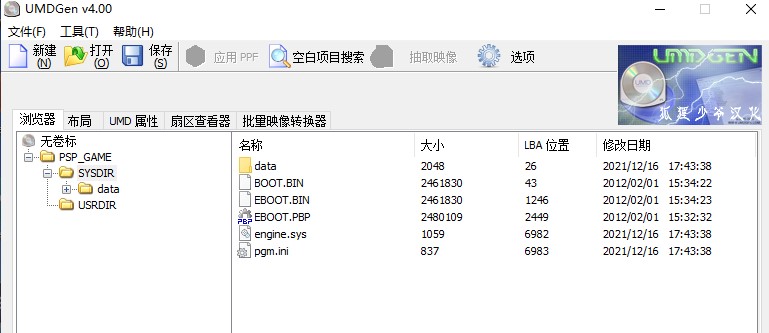 UMDGen v4.00
文件(F) 工具(T) 帮助(H)
新建(N) 打开(O) 保存(S) 应用 PPF 空白项目搜索 抽取映像 选项
UMDGEN
UMD
狐狸少爷汉化
浏览器 布局 UMD 属性 扇区查看器 批量映像转换器
无卷标
PSP_GAME
SYSDIR
data
USRDIR
名称 大小 LBA 位置 修改日期
data 2048 26 2021/12/16 17:43:38
BOOT.BIN 2461830 43 2012/02/01 15:34:22
EBOOT.BIN 2461830 1246 2012/02/01 15:34:23
PBP EBOOT.PBP 2480109 2449 2012/02/01 15:32:32
engine.sys 1059 6982 2021/12/16 17:43:38
pgm.ini 837 6983 2021/12/16 17:43:38